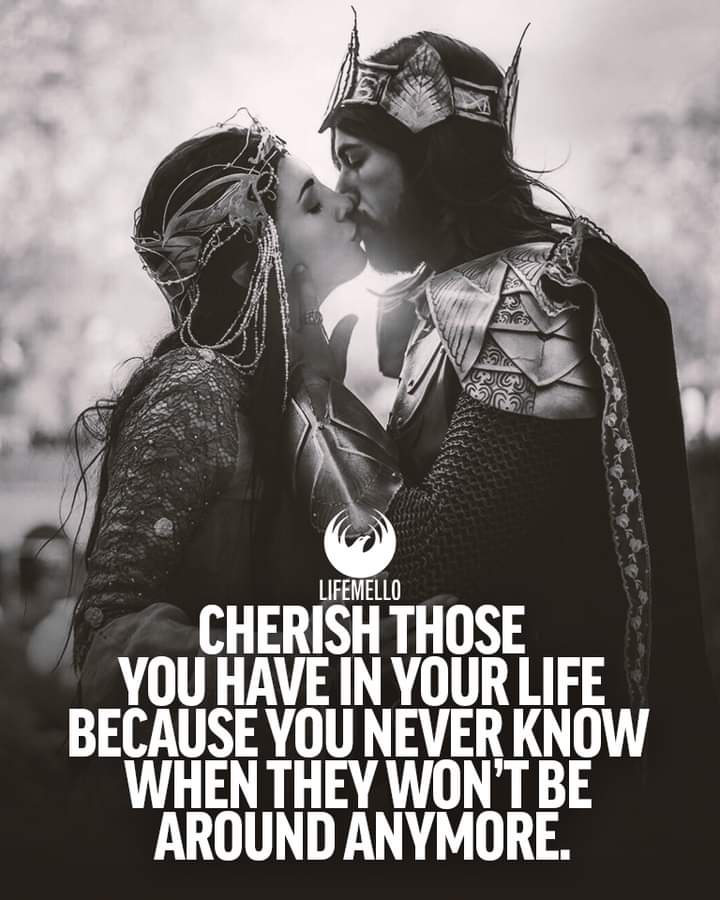 LIFEMELLO
CHERISH THOSE
YOU HAVE IN YOUR LIFE
BECAUSE YOU NEVER KNOW
WHEN THEY WON'T BE
AROUND ANYMORE.